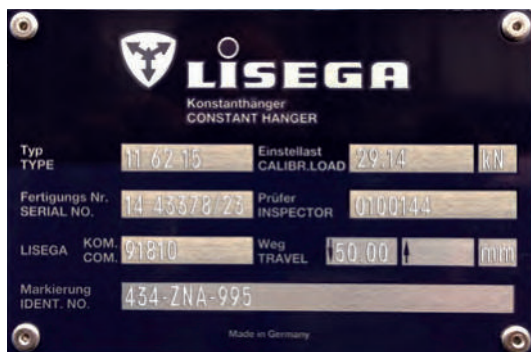 LISEGA
Konstanthänger
CONSTANT HANGER
Typ
TYPE 11 62 15 Einstellast
CALIBR.LOAD 29.14 kN
Fertigungs Nr.
SERIAL NO. 14 43378/23 Prüfer
INSPECTOR 0100144
LISEGA KOM.
COM. 91810 Weg
TRAVEL 50.00 mm
Markierung
IDENT. NO. 434-ZNA-995
Made in Germany